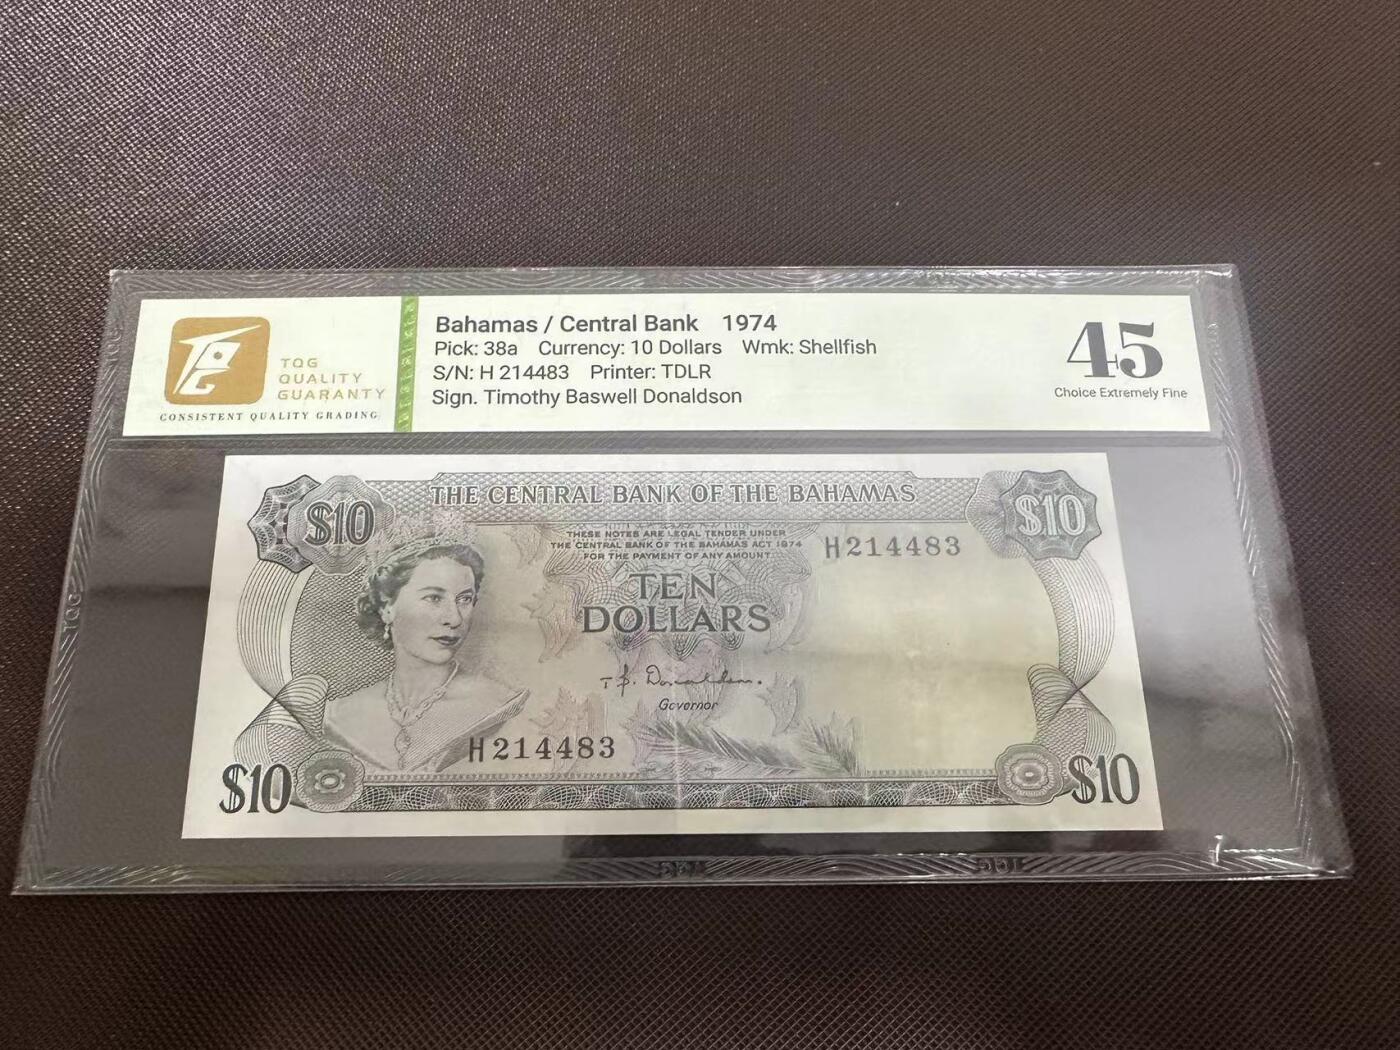 TQG
QUALITY
GUARANTY
CONSISTENT QUALITY GRADING
Bahamas / Central Bank 1974
Pick: 38a Currency: 10 Dollars Wmk: Shellfish
S/N: H 214483 Printer: TDLR
Sign. Timothy Baswell Donaldson
45
Choice Extremely Fine
THE CENTRAL BANK OF THE BAHAMAS
$10
$10
THESE NOTES ARE LEGAL TENDER UNDER
THE CENTRAL BANK OF THE BAHAMAS ACT 1974
FOR THE PAYMENT OF ANY AMOUNT
H214483
TEN
DOLLARS
T B. Donaldson.
Governor
H214483
$10
$10